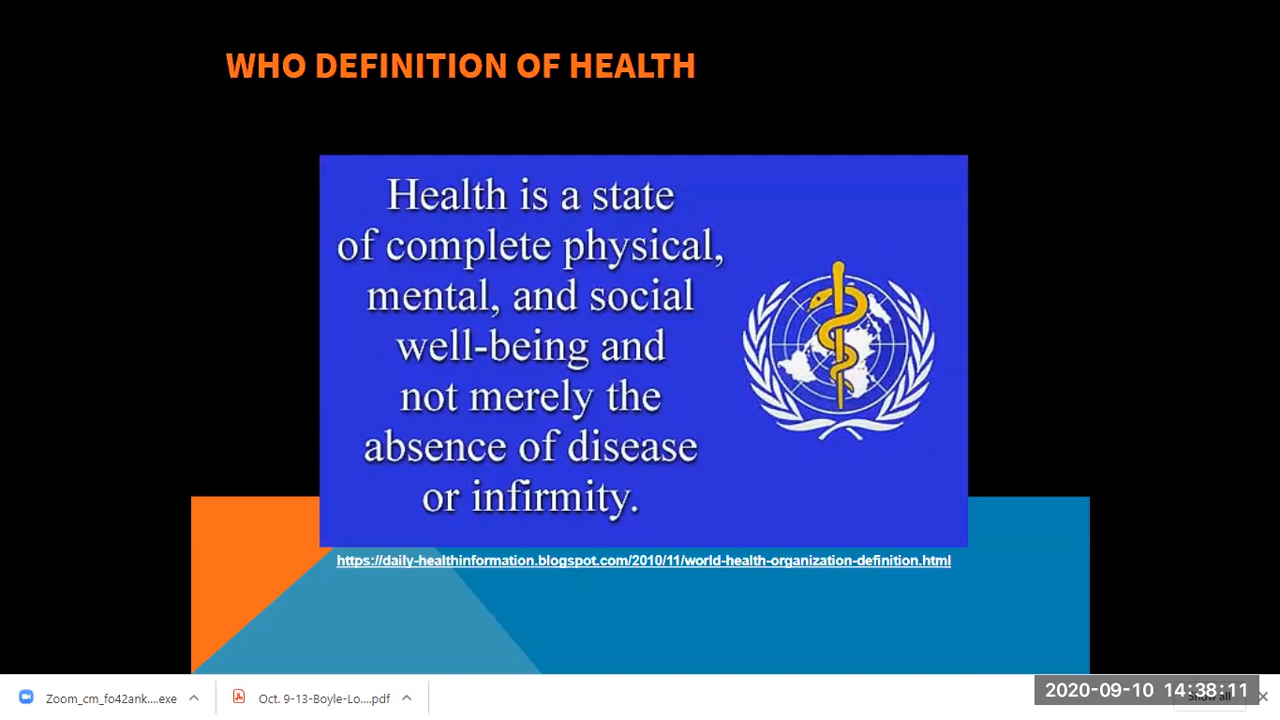 WHO DEFINITION OF HEALTH
Health is a state
of complete physical,
mental, and social
well-being and
not merely the
absence of disease
or infirmity.
https://daily-healthinformation.blogspot.com/2010/11/world-health-organization-definition.html
Zoom_cm_fo42ank....exe
Oct. 9-13-Boyle-Lo....pdf
2020-09-10 14:38:11
Show all